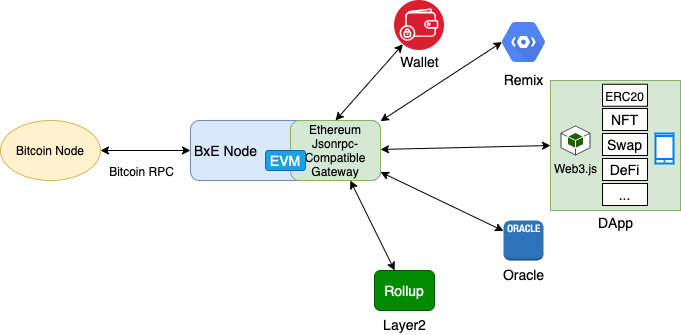 Wallet
Remix
Bitcoin Node
Bitcoin RPC
BxE Node
EVM
Ethereum
Jsonrpc-
Compatible
Gateway
Web3.js
ERC20
NFT
Swap
DeFi
...
DApp
ORACLE
Oracle
Rollup
Layer2